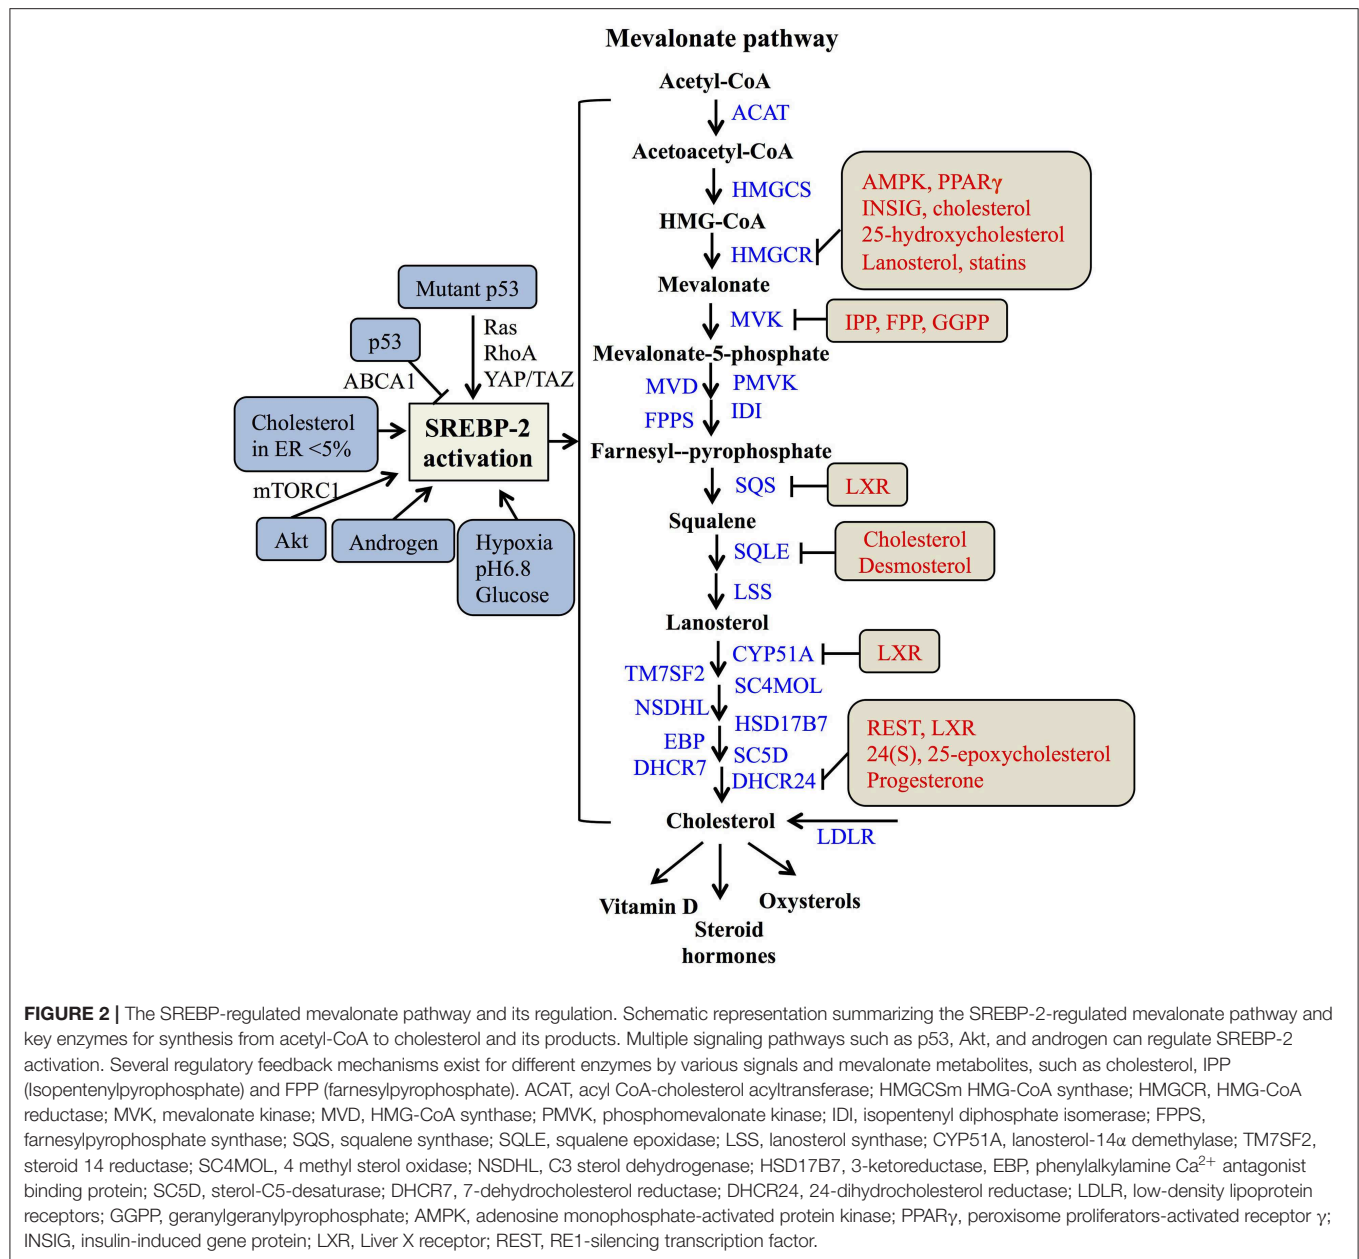 Mevalonate pathway
Acetyl-CoA
ACAT
Acetoacetyl-CoA
HMGCS
HMG-CoA
HMGCR
AMPK, PPARγ
INSIG, cholesterol
25-hydroxycholesterol
Lanosterol, statins
Mevalonate
MVK
IPP, FPP, GGPP
Mevalonate-5-phosphate
MVD
PMVK
FPPS
IDI
Farnesyl--pyrophosphate
SQS
LXR
Squalene
SQLE
Cholesterol
Desmosterol
LSS
Lanosterol
CYP51A
LXR
TM7SF2
SC4MOL
NSDHL
HSD17B7
EBP
SC5D
DHCR7
DHCR24
REST, LXR
24(S), 25-epoxycholesterol
Progesterone
Cholesterol
LDLR
Vitamin D
Steroid
hormones
Oxysterols
Mutant p53
Ras
RhoA
YAP/TAZ
p53
ABCA1
Cholesterol
in ER <5%
SREBP-2
activation
mTORC1
Akt
Androgen
Hypoxia
pH6.8
Glucose
FIGURE 2 | The SREBP-regulated mevalonate pathway and its regulation. Schematic representation summarizing the SREBP-2-regulated mevalonate pathway and
key enzymes for synthesis from acetyl-CoA to cholesterol and its products. Multiple signaling pathways such as p53, Akt, and androgen can regulate SREBP-2
activation. Several regulatory feedback mechanisms exist for different enzymes by various signals and mevalonate metabolites, such as cholesterol, IPP
(Isopentenylpyrophosphate) and FPP (farnesylpyrophosphate). ACAT, acyl CoA-cholesterol acyltransferase; HMGCSm HMG-CoA synthase; HMGCR, HMG-CoA
reductase; MVK, mevalonate kinase; MVD, HMG-CoA synthase; PMVK, phosphomevalonate kinase; IDI, isopentenyl diphosphate isomerase; FPPS,
farnesylpyrophosphate synthase; SQS, squalene synthase; SQLE, squalene epoxidase; LSS, lanosterol synthase; CYP51A, lanosterol-14α demethylase; TM7SF2,
steroid 14 reductase; SC4MOL, 4 methyl sterol oxidase; NSDHL, C3 sterol dehydrogenase; HSD17B7, 3-ketoreductase, EBP, phenylalkylamine Ca²⁺ antagonist
binding protein; SC5D, sterol-C5-desaturase; DHCR7, 7-dehydrocholesterol reductase; DHCR24, 24-dihydrocholesterol reductase; LDLR, low-density lipoprotein
receptors; GGPP, geranylgeranylpyrophosphate; AMPK, adenosine monophosphate-activated protein kinase; PPARγ, peroxisome proliferators-activated receptor γ;
INSIG, insulin-induced gene protein; LXR, Liver X receptor; REST, RE1-silencing transcription factor.